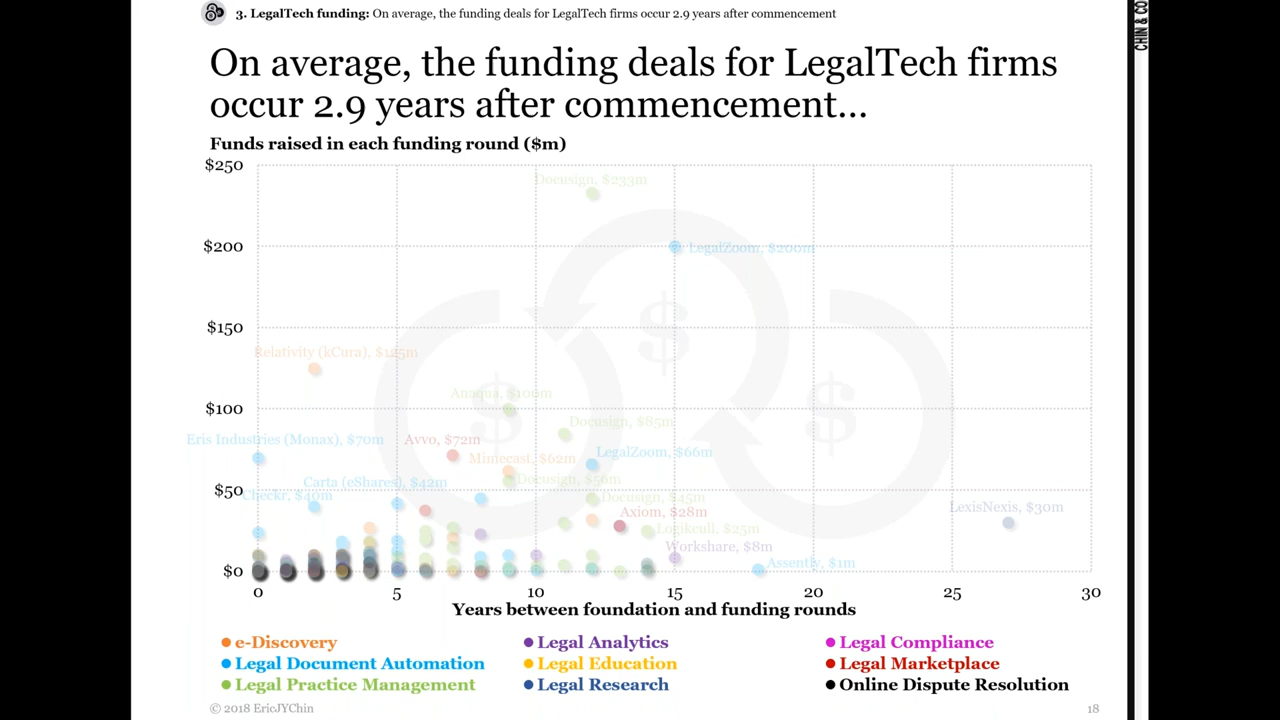 3. LegalTech funding: On average, the funding deals for LegalTech firms occur 2.9 years after commencement
CHIN & CO
On average, the funding deals for LegalTech firms
occur 2.9 years after commencement...
Funds raised in each funding round ($m)
$250
Docusign, $233m
$200
LegalZoom, $200m
$150
Relativity (kCura), $125m
$100
Anaqua, $100m
Docusign, $85m
Eris Industries (Monax), $70m
Avvo, $72m
LegalZoom, $66m
Mimecast, $62m
Docusign, $56m
Carta (eShares), $42m
$50
Checkr, $40m
Docusign, $45m
Axiom, $28m
LexisNexis, $30m
Logikcull, $25m
Workshare, $8m
Assently, $1m
$0
0 5 10 15 20 25 30
Years between foundation and funding rounds
e-Discovery
Legal Analytics
Legal Compliance
Legal Document Automation
Legal Education
Legal Marketplace
Legal Practice Management
Legal Research
Online Dispute Resolution
© 2018 EricJYChin
18